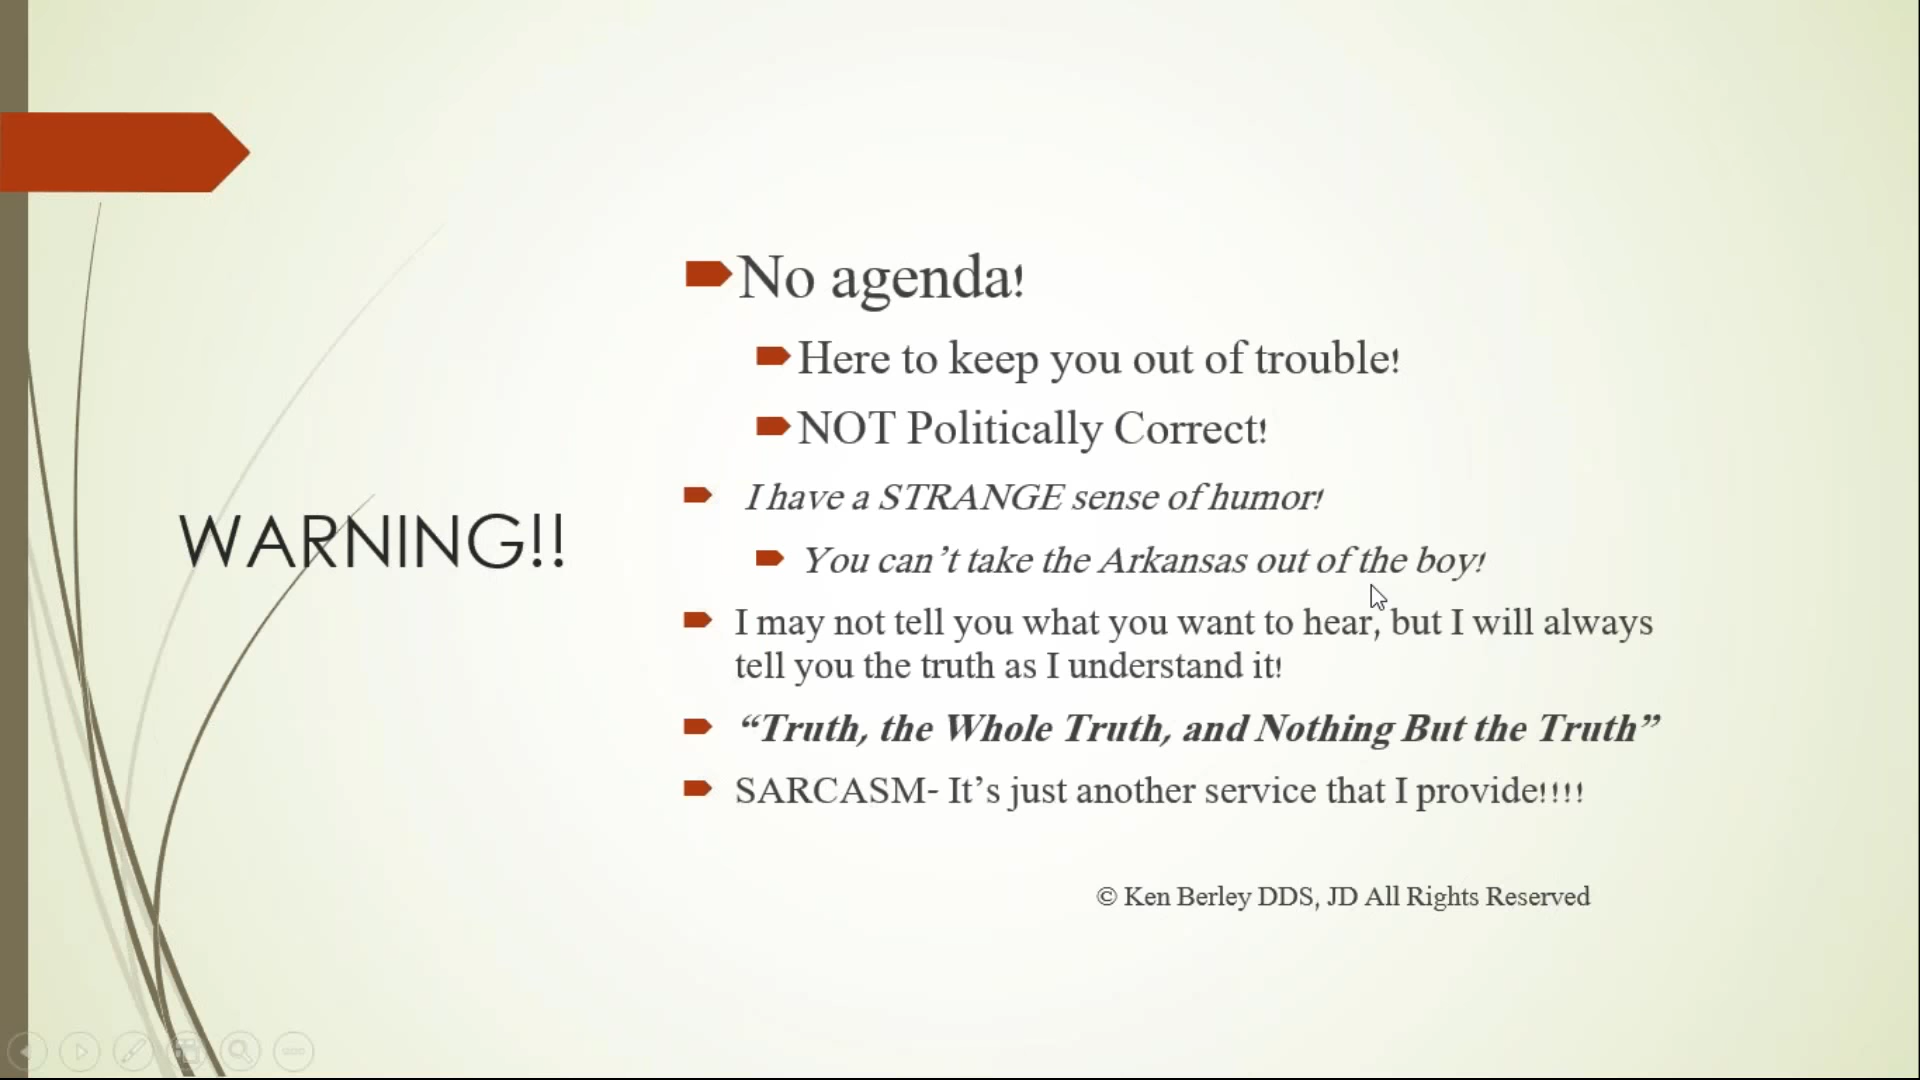 WARNING!!
No agenda!
Here to keep you out of trouble!
NOT Politically Correct!
I have a STRANGE sense of humor!
You can’t take the Arkansas out of the boy!
I may not tell you what you want to hear, but I will always
tell you the truth as I understand it!
“Truth, the Whole Truth, and Nothing But the Truth”
SARCASM- It’s just another service that I provide!!!!
© Ken Berley DDS, JD All Rights Reserved